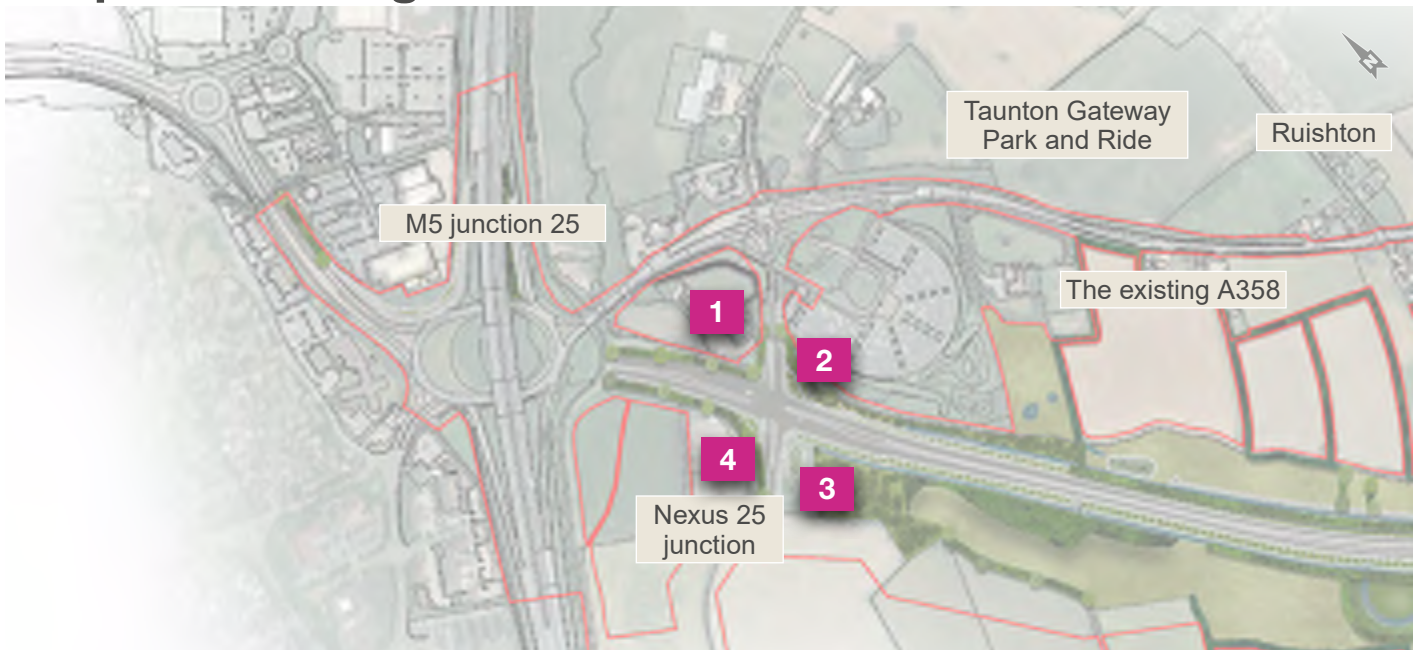 Taunton Gateway
Park and Ride
Ruishton
M5 junction 25
The existing A358
1
2
4
3
Nexus 25
junction
N